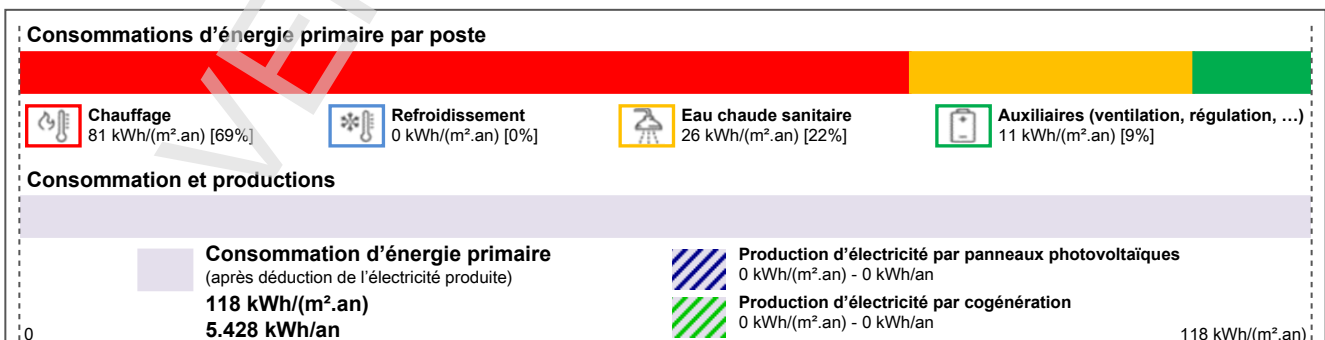 Consommations d'énergie primaire par poste
Chauffage
81 kWh/(m².an) [69%]
Refroidissement
0 kWh/(m².an) [0%]
Eau chaude sanitaire
26 kWh/(m².an) [22%]
Auxiliaires (ventilation, régulation, …)
11 kWh/(m².an) [9%]
Consommation et productions
Consommation d'énergie primaire
(après déduction de l'électricité produite)
118 kWh/(m².an)
5.428 kWh/an
Production d'électricité par panneaux photovoltaïques
0 kWh/(m².an) - 0 kWh/an
Production d'électricité par cogénération
0 kWh/(m².an) - 0 kWh/an
0
118 kWh/(m².an)